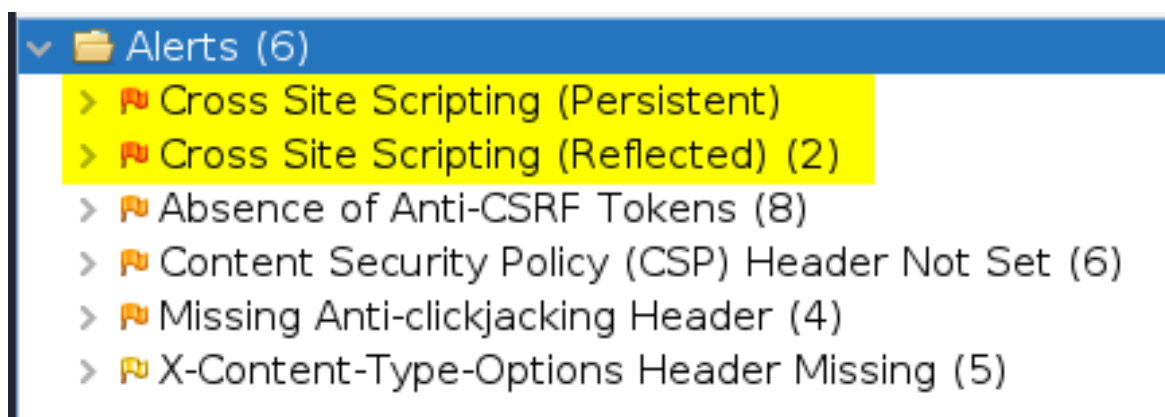 Alerts (6)
Cross Site Scripting (Persistent)
Cross Site Scripting (Reflected) (2)
Absence of Anti-CSRF Tokens (8)
Content Security Policy (CSP) Header Not Set (6)
Missing Anti-clickjacking Header (4)
X-Content-Type-Options Header Missing (5)